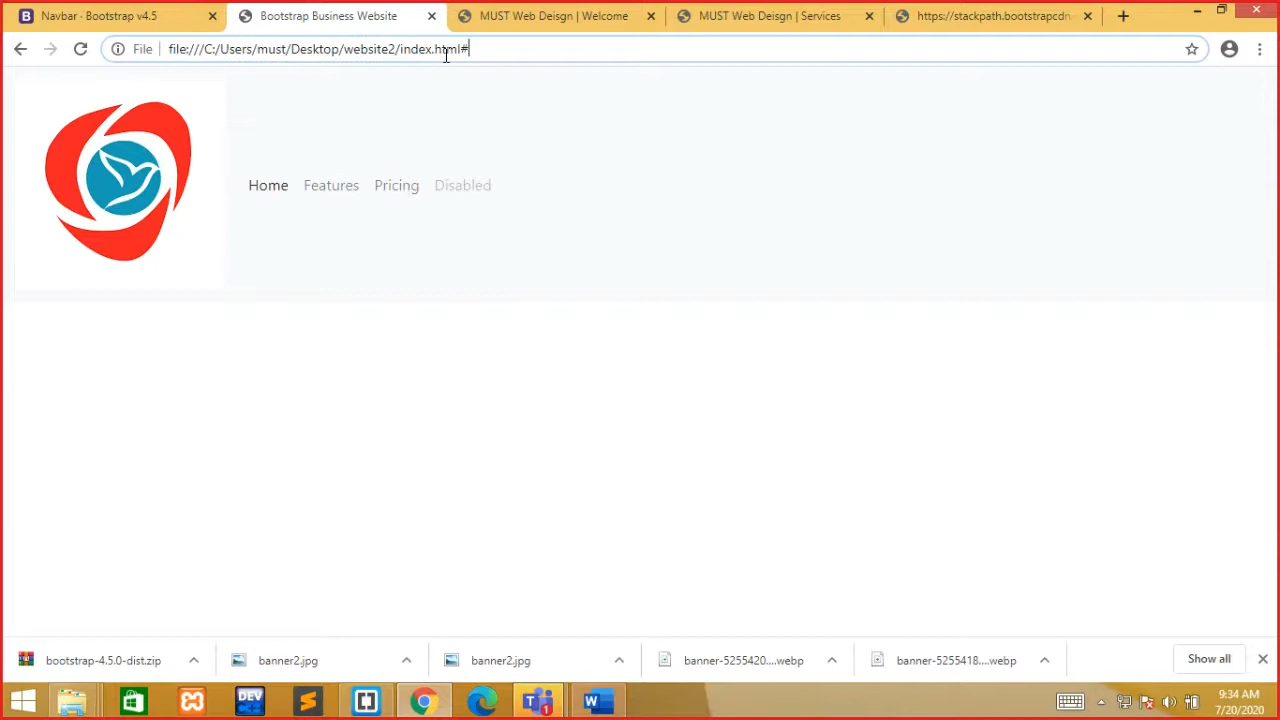 Navbar · Bootstrap v4.5
Bootstrap Business Website
MUST Web Deisgn | Welcome
MUST Web Deisgn | Services
https://stackpath.bootstrapcdn.
File
file:///C:/Users/must/Desktop/website2/index.html#
Home
Features
Pricing
Disabled
bootstrap-4.5.0-dist.zip
banner2.jpg
banner2.jpg
banner-5255420....webp
banner-5255418....webp
Show all
DEV
1
9:34 AM
7/20/2020